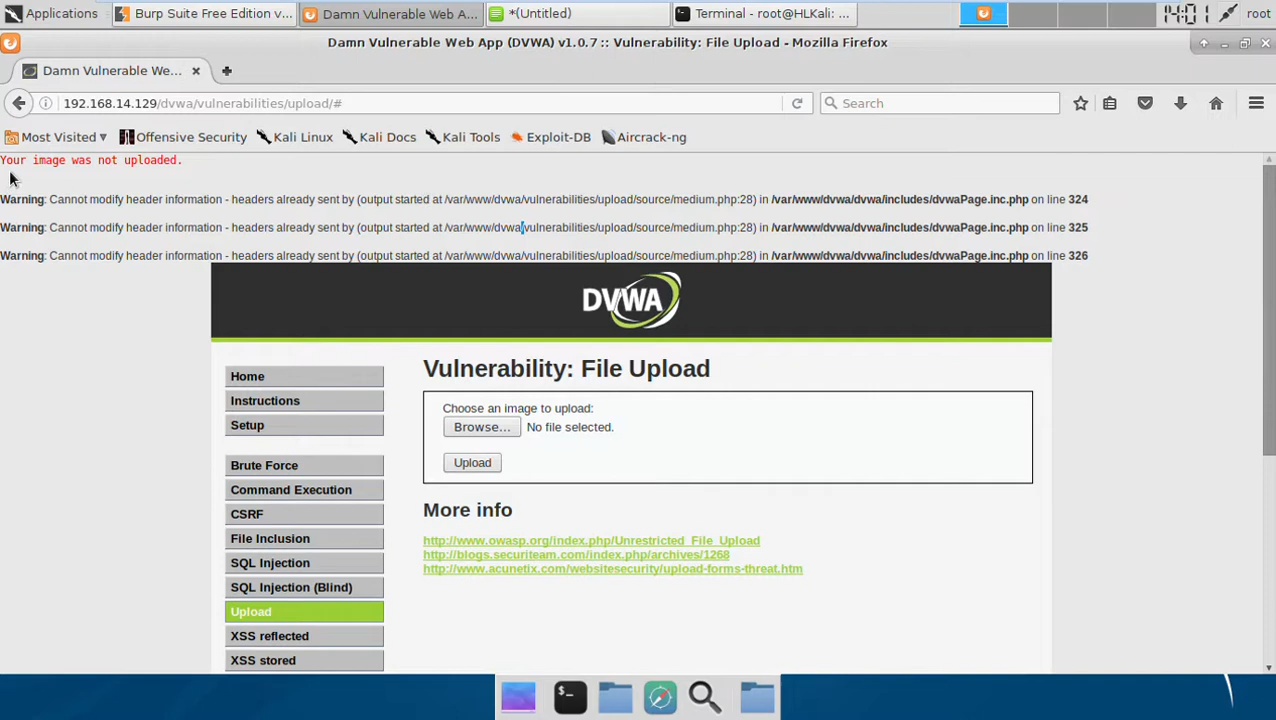 Applications Burp Suite Free Edition v... Damn Vulnerable Web A... *(Untitled) Terminal - root@HLKali: ... 14:01 root
Damn Vulnerable Web App (DVWA) v1.0.7 :: Vulnerability: File Upload - Mozilla Firefox
Damn Vulnerable We...
192.168.14.129/dvwa/vulnerabilities/upload/# Search
Most Visited Offensive Security Kali Linux Kali Docs Kali Tools Exploit-DB Aircrack-ng
Your image was not uploaded.
Warning: Cannot modify header information - headers already sent by (output started at /var/www/dvwa/vulnerabilities/upload/source/medium.php:28) in /var/www/dvwa/dvwa/includes/dvwaPage.inc.php on line 324
Warning: Cannot modify header information - headers already sent by (output started at /var/www/dvwa/vulnerabilities/upload/source/medium.php:28) in /var/www/dvwa/dvwa/includes/dvwaPage.inc.php on line 325
Warning: Cannot modify header information - headers already sent by (output started at /var/www/dvwa/vulnerabilities/upload/source/medium.php:28) in /var/www/dvwa/dvwa/includes/dvwaPage.inc.php on line 326
DVWA
Home
Instructions
Setup
Brute Force
Command Execution
CSRF
File Inclusion
SQL Injection
SQL Injection (Blind)
Upload
XSS reflected
XSS stored
Vulnerability: File Upload
Choose an image to upload:
Browse... No file selected.
Upload
More info
http://www.owasp.org/index.php/Unrestricted_File_Upload
http://blogs.securiteam.com/index.php/archives/1268
http://www.acunetix.com/websitesecurity/upload-forms-threat.htm